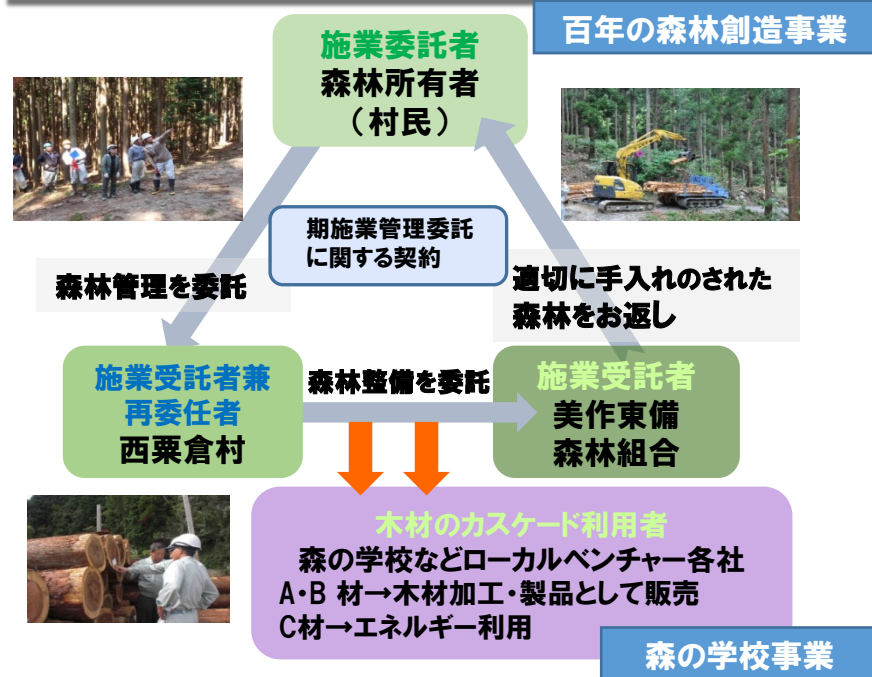 百年の森林創造事業
施業委託者
森林所有者
（村民）
期施業管理委託
に関する契約
森林管理を委託
適切に手入れのされた
森林をお返し
施業受託者兼
再委任者
西粟倉村
森林整備を委託
施業受託者
美作東備
森林組合
木材のカスケード利用者
森の学校などローカルベンチャー各社
A・B 材→木材加工・製品として販売
C材→エネルギー利用
森の学校事業